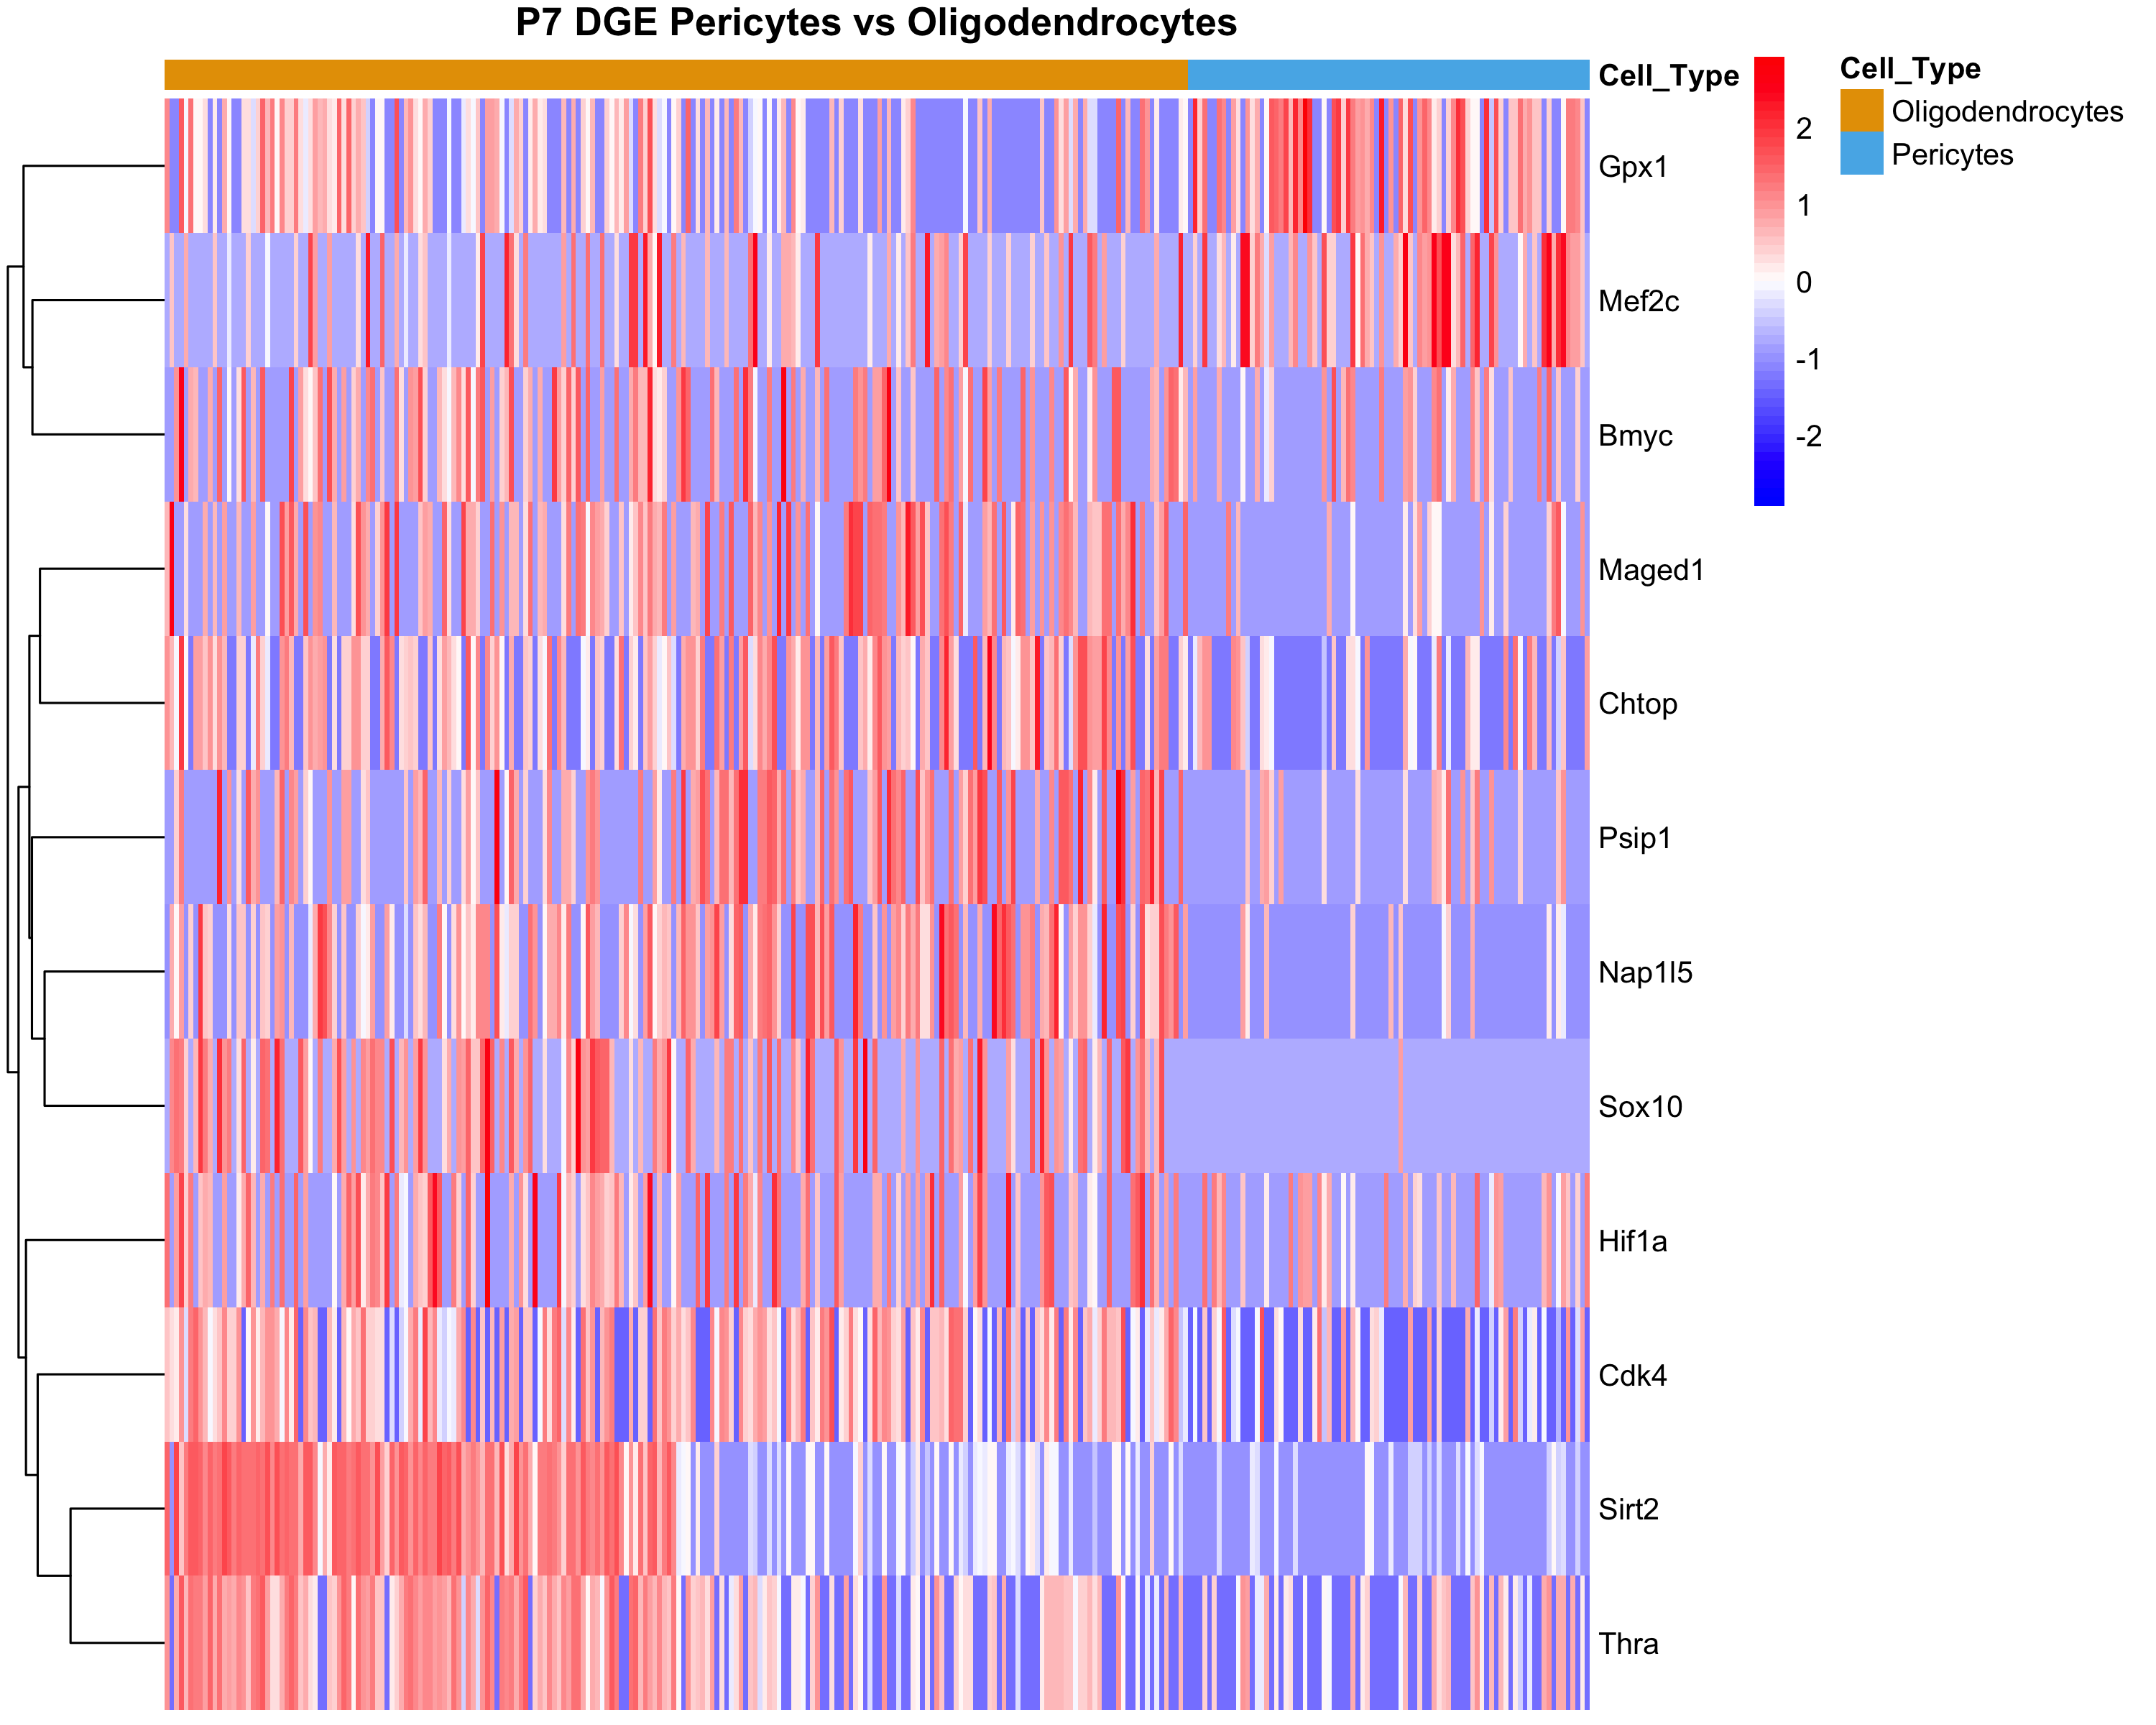 P7 DGE Pericytes vs Oligodendrocytes
Cell_Type
Gpx1
Mef2c
Bmyc
Maged1
Chtop
Psip1
Nap1l5
Sox10
Hif1a
Cdk4
Sirt2
Thra
2
1
0
-1
-2
Cell_Type
Oligodendrocytes
Pericytes